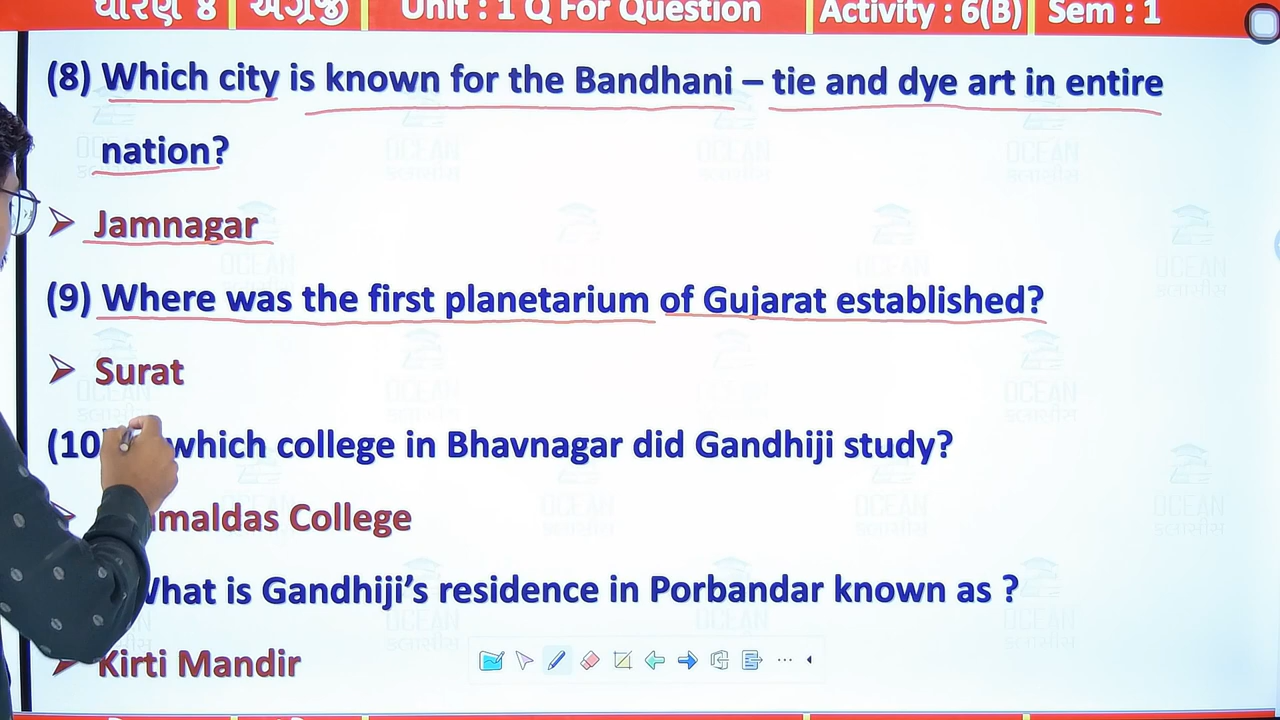 ધોરણ ૪ અંગ્રેજી Unit : 1 Q For Question Activity : 6(B) Sem : 1
(8) Which city is known for the Bandhani – tie and dye art in entire
nation?
➢ Jamnagar
(9) Where was the first planetarium of Gujarat established?
➢ Surat
(10) which college in Bhavnagar did Gandhiji study?
College
What is Gandhiji’s residence in Porbandar known as ?
➢ Kirti Mandir